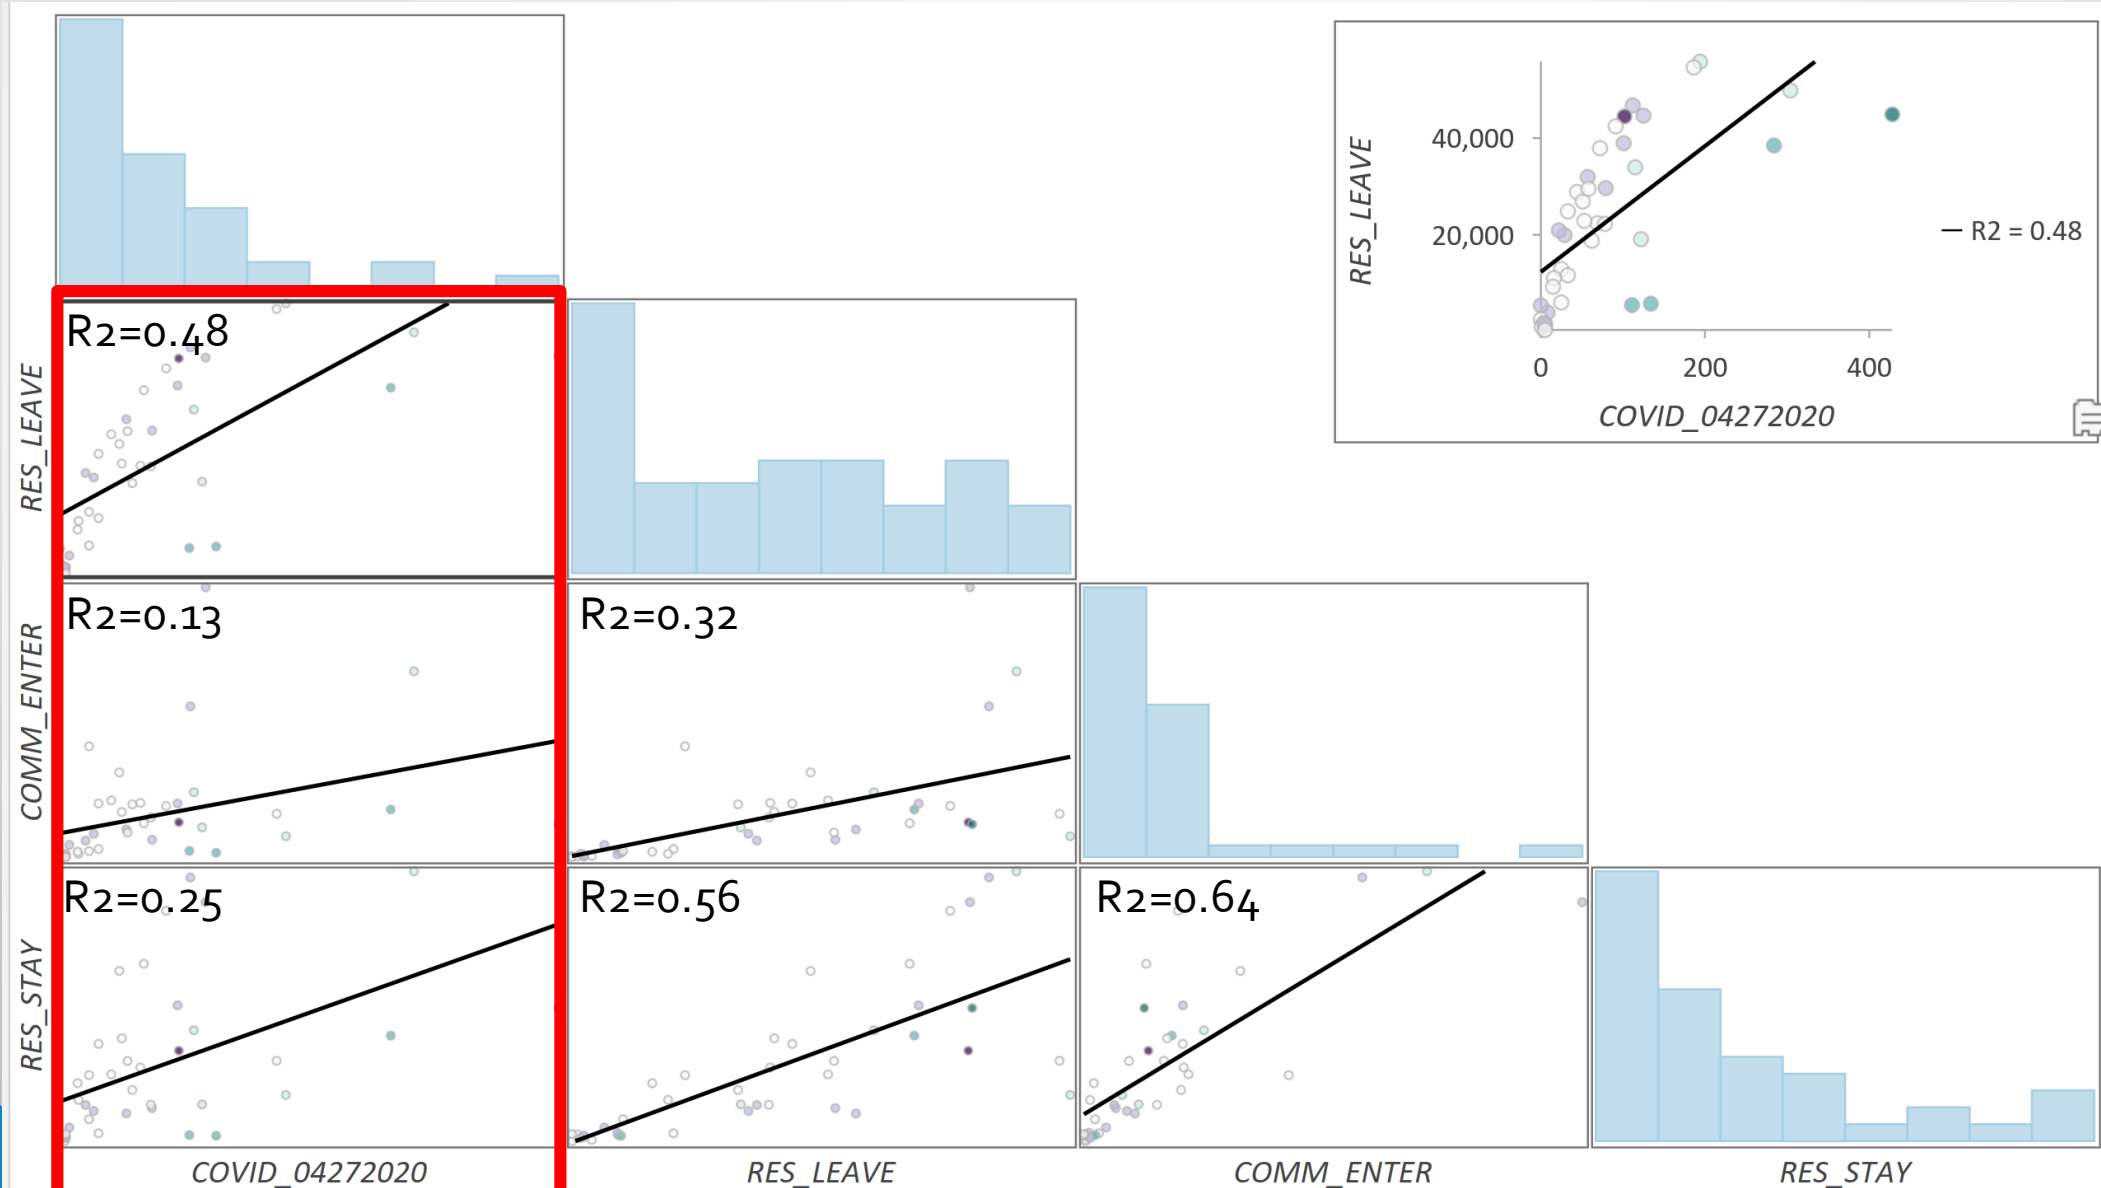 RES_LEAVE
40,000
20,000
0
200
400
COVID_04272020
R2 = 0.48
RES_LEAVE
R2=0.48
COMM_ENTER
R2=0.13
R2=0.32
RES_STAY
R2=0.25
R2=0.56
R2=0.64
COVID_04272020
RES_LEAVE
COMM_ENTER
RES_STAY